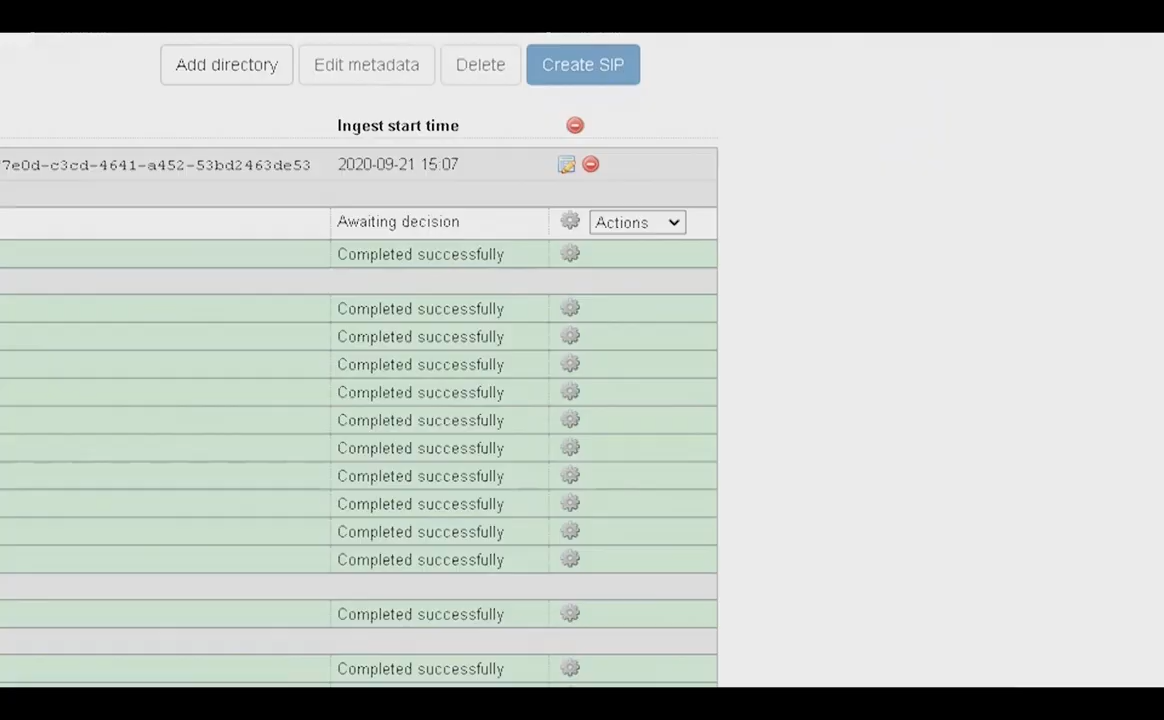 Add directory Edit metadata Delete Create SIP
Ingest start time
7e0d-c3cd-4641-a452-53bd2463de53 2020-09-21 15:07
Awaiting decision Actions
Completed successfully
Completed successfully
Completed successfully
Completed successfully
Completed successfully
Completed successfully
Completed successfully
Completed successfully
Completed successfully
Completed successfully
Completed successfully
Completed successfully
Completed successfully